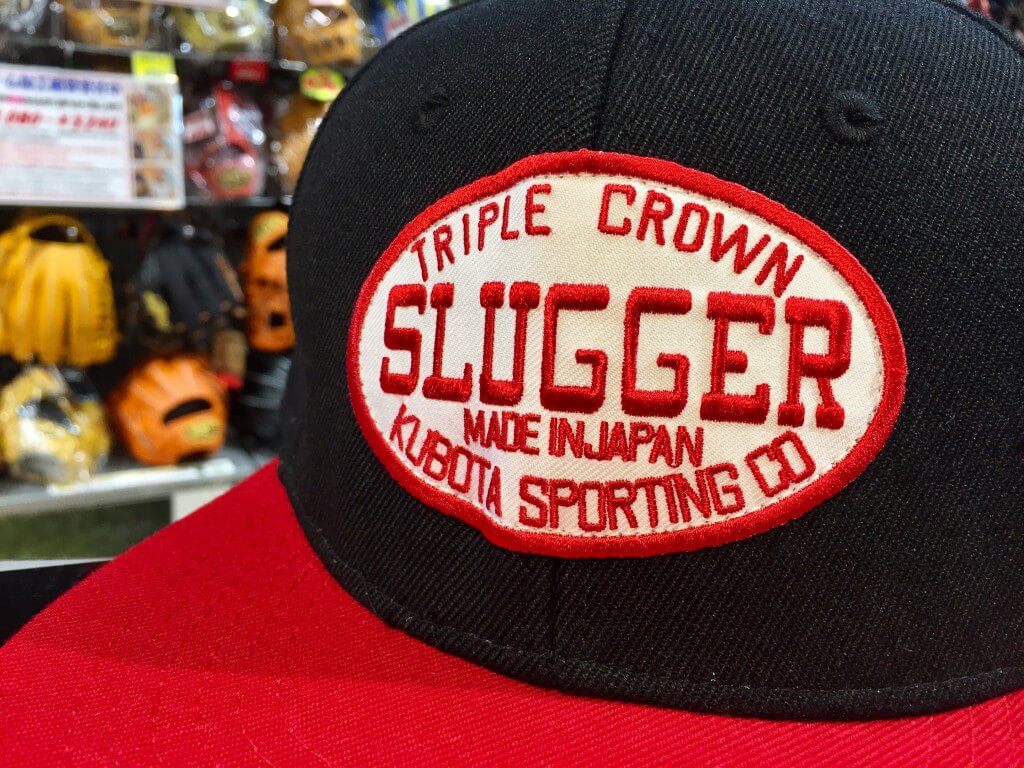 TRIPLE CROWN
SLUGGER
MADE IN JAPAN
KUBOTA SPORTING CO